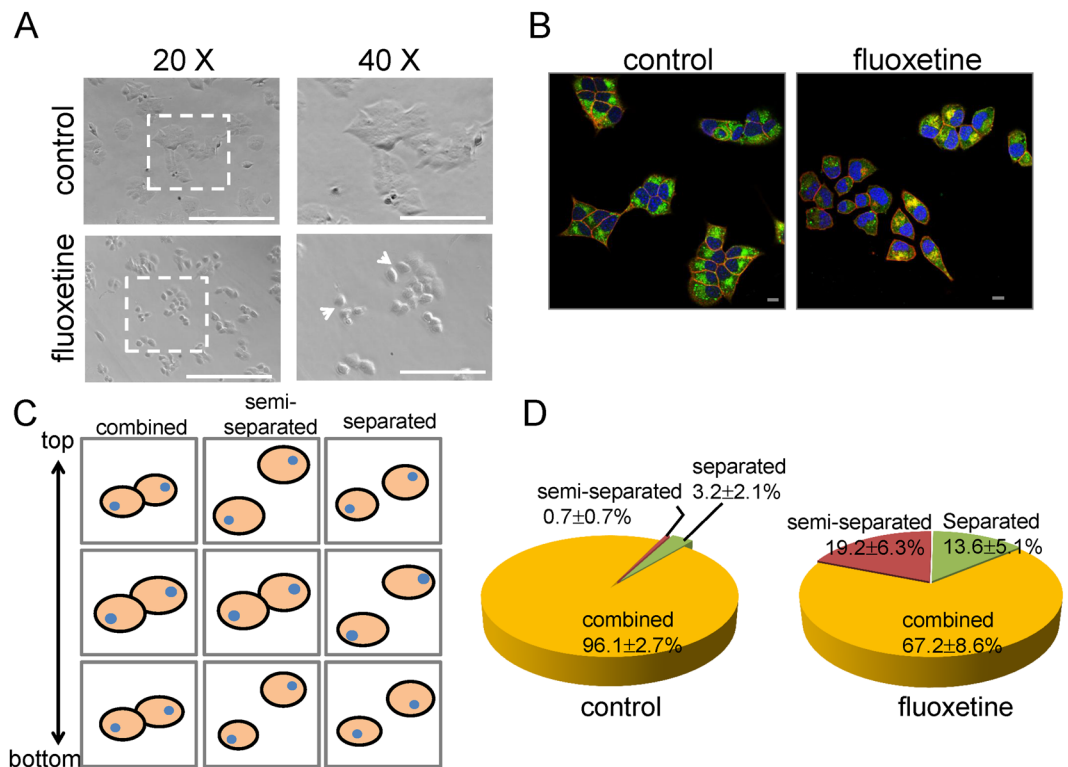 A
20 X
40 X
control
fluoxetine
B
control
fluoxetine
C
combined
semi-
separated
separated
top
bottom
D
semi-separated
0.7±0.7%
separated
3.2±2.1%
combined
96.1±2.7%
control
semi-separated
19.2±6.3%
Separated
13.6±5.1%
combined
67.2±8.6%
fluoxetine